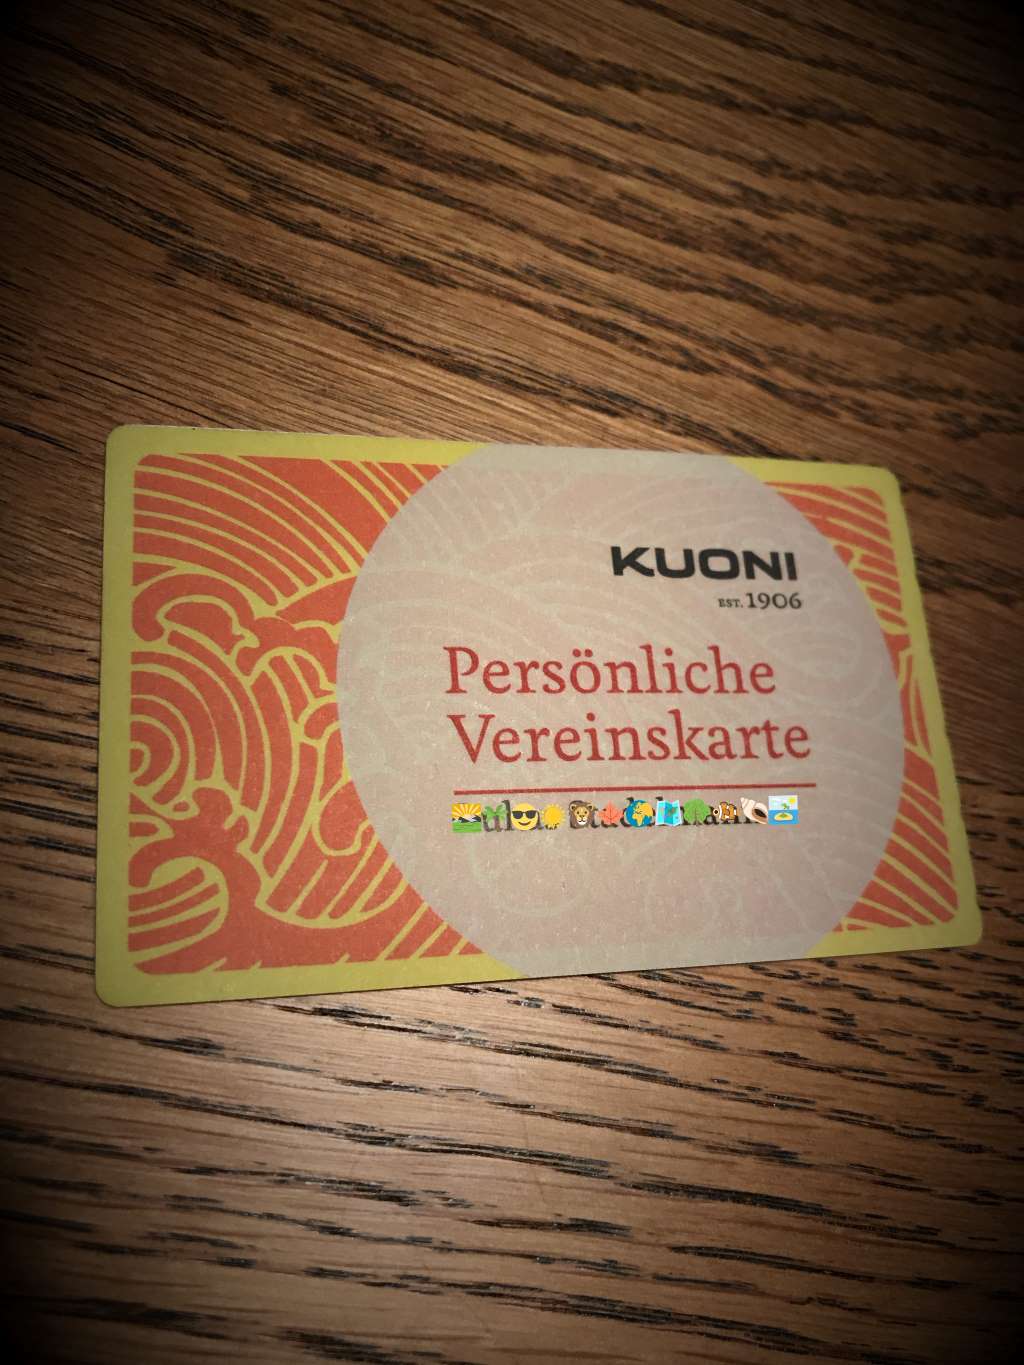 KUONI
EST. 1906
Persönliche
Vereinskarte